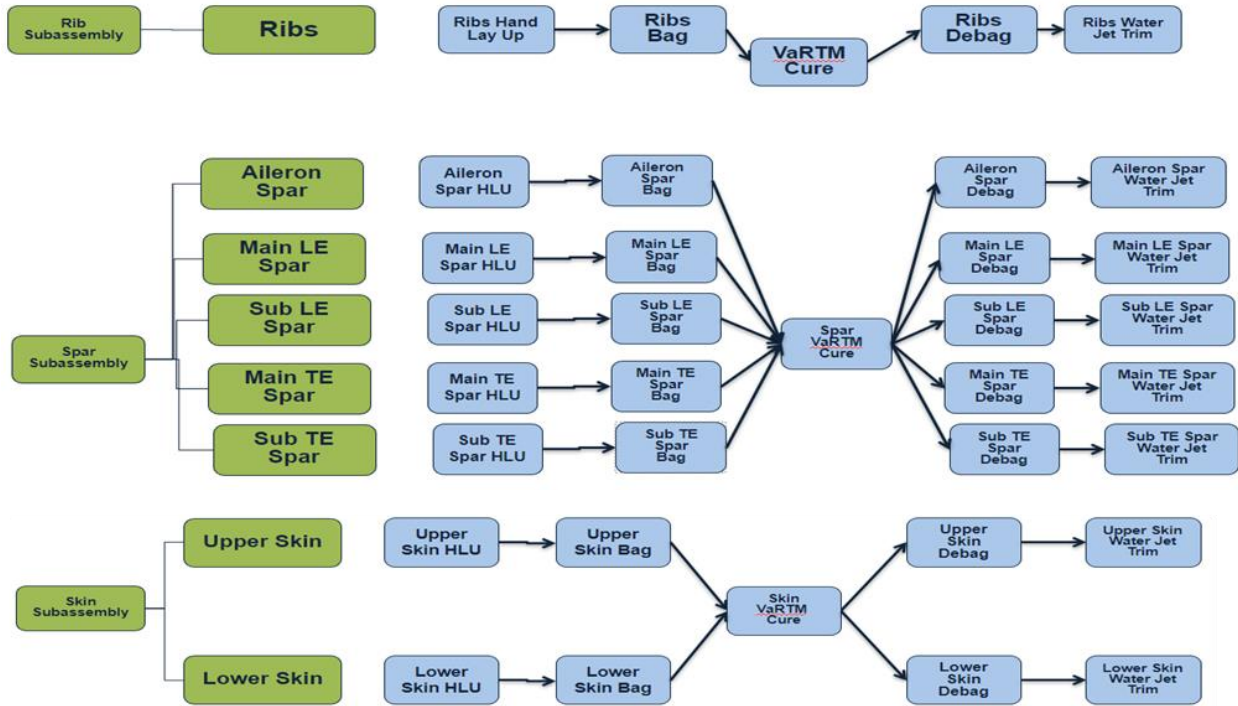 Rib
Subassembly
Ribs
Ribs Hand
Lay Up
Ribs
Bag
VaRTM
Cure
Ribs
Debag
Ribs Water
Jet Trim
Spar
Subassembly
Aileron
Spar
Aileron
Spar HLU
Aileron
Spar
Bag
Aileron
Spar
Debag
Aileron Spar
Water Jet
Trim
Main LE
Spar
Main LE
Spar HLU
Main LE
Spar
Bag
Main LE
Spar
Debag
Main LE Spar
Water Jet
Trim
Sub LE
Spar
Sub LE
Spar HLU
Sub LE
Spar
Bag
Spar
VaRTM
Cure
Sub LE
Spar
Debag
Sub LE Spar
Water Jet
Trim
Main TE
Spar
Main TE
Spar HLU
Main TE
Spar
Bag
Main TE
Spar
Debag
Main TE Spar
Water Jet
Trim
Sub TE
Spar
Sub TE
Spar HLU
Sub TE
Spar
Bag
Sub TE
Spar
Debag
Sub TE Spar
Water Jet
Trim
Skin
Subassembly
Upper Skin
Upper
Skin HLU
Upper
Skin Bag
Skin
VaRTM
Cure
Upper
Skin
Debag
Upper Skin
Water Jet
Trim
Lower Skin
Lower
Skin HLU
Lower
Skin Bag
Lower
Skin
Debag
Lower Skin
Water Jet
Trim